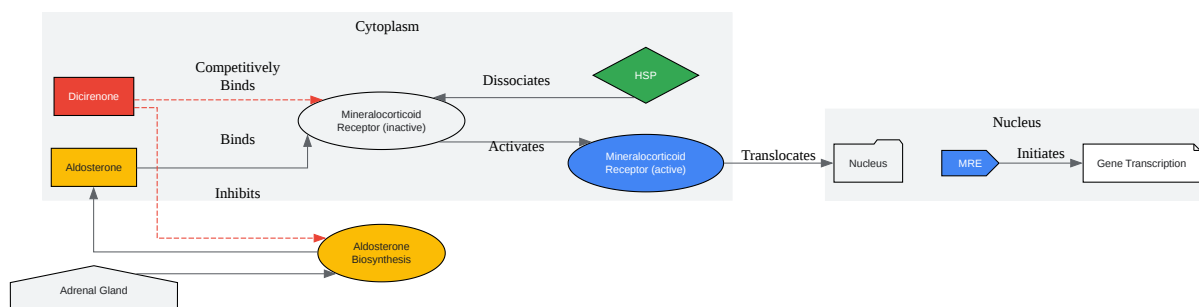 Cytoplasm
Competitively
Binds
Dissociates
HSP
Dicirenone
Mineralocorticoid
Receptor (inactive)
Nucleus
Binds
Activates
Aldosterone
Mineralocorticoid
Receptor (active)
Translocates
Nucleus
MRE
Initiates
Gene Transcription
Inhibits
Aldosterone
Biosynthesis
Adrenal Gland